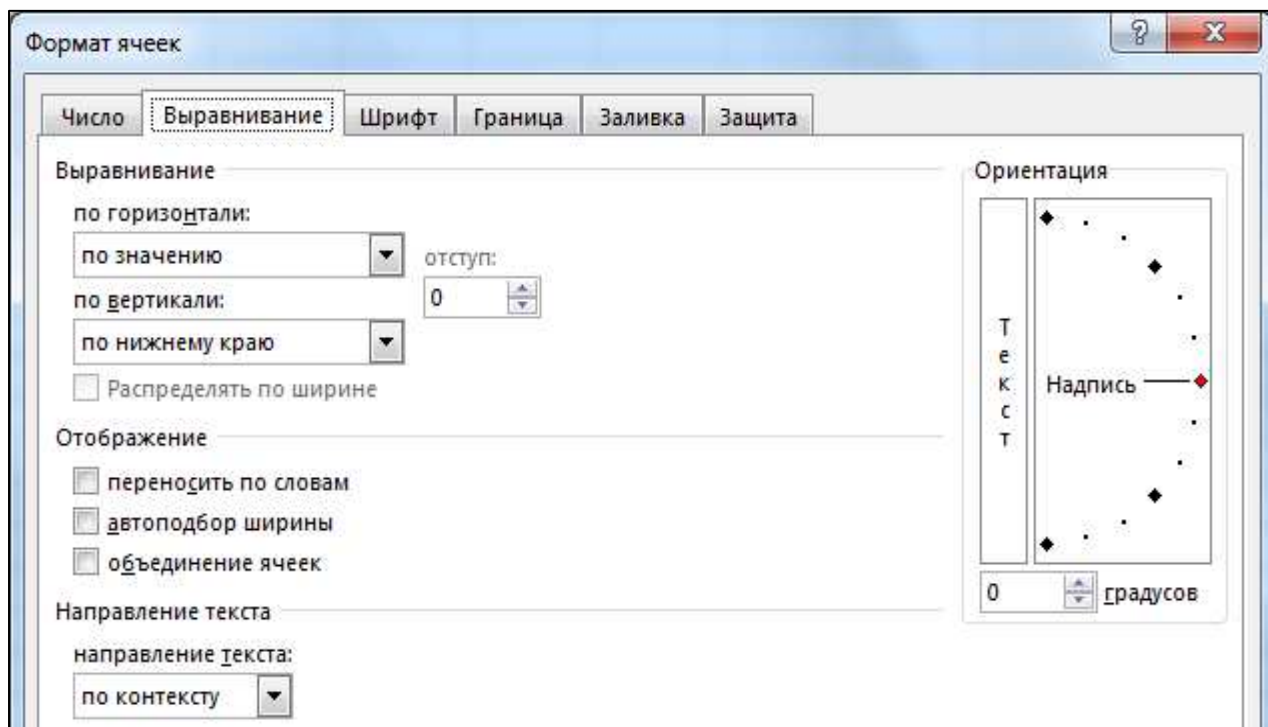 Формат ячеек
?
Число Выравнивание Шрифт Граница Заливка Защита
Выравнивание
по горизонтали:
по значению
отступ:
0
по вертикали:
по нижнему краю
Распределять по ширине
Отображение
переносить по словам
автоподбор ширины
объединение ячеек
Направление текста
направление текста:
по контексту
Ориентация
Текст
Надпись
0 градусов